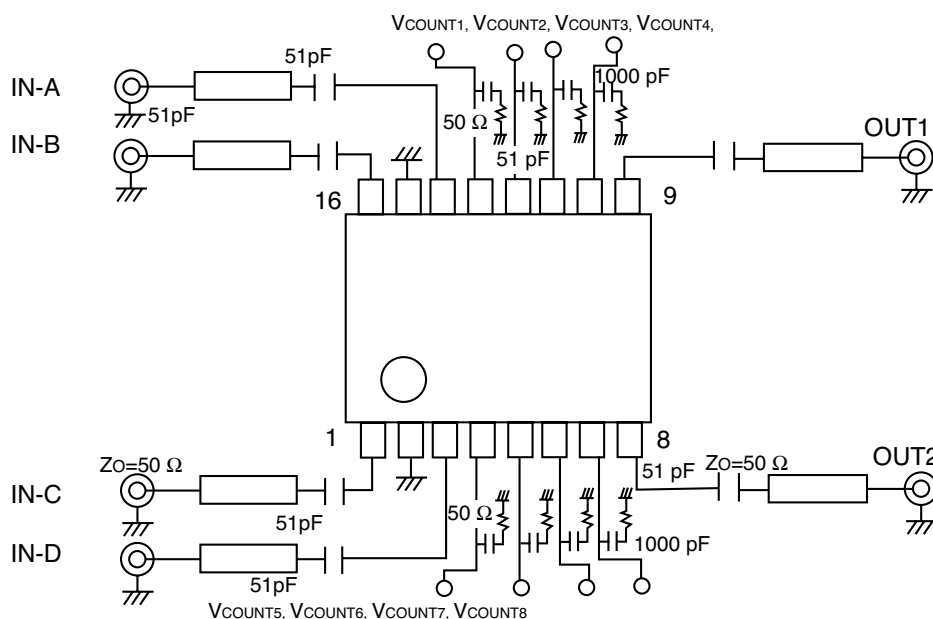 VCOUNT1, VCOUNT2, VCOUNT3, VCOUNT4,
51pF
1000 pF
IN-A
51pF
50 Ω
OUT1
IN-B
51 pF
16
9
1
8
ZO=50 Ω
51 pF
ZO=50 Ω
OUT2
IN-C
51pF
50 Ω
IN-D
1000 pF
51pF
VCOUNT5, VCOUNT6, VCOUNT7, VCOUNT8